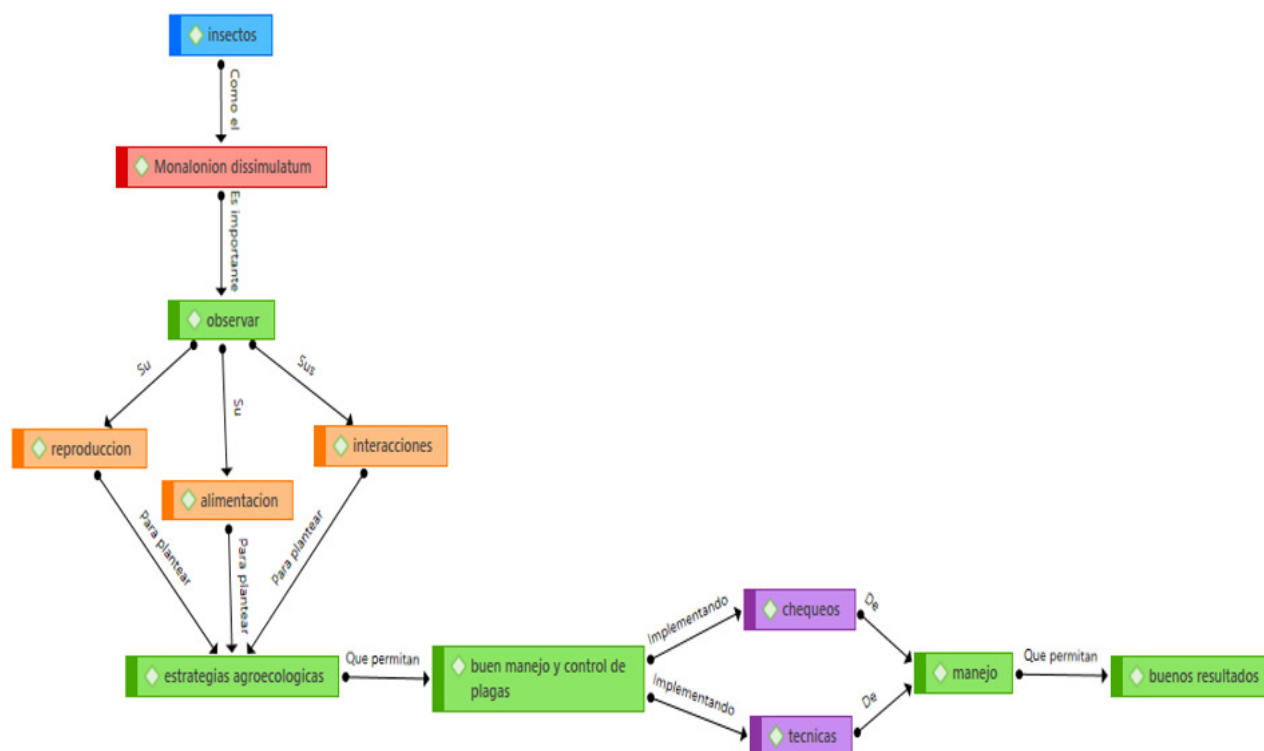 insectos
Como el
Monalonion dissimulatum
Es importante
observar
Su
Su
Sus
reproduccion
alimentacion
interacciones
Para plantear
Para plantear
Para plantear
estrategias agroecologicas
Que permitan
buen manejo y control de
plagas
Implementando
Implementando
chequeos
tecnicas
De
De
manejo
Que permitan
buenos resultados